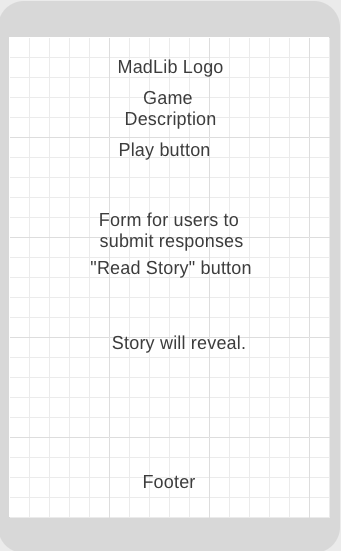 MadLib Logo
Game
Description
Play button
Form for users to
submit responses
"Read Story" button
Story will reveal.
Footer